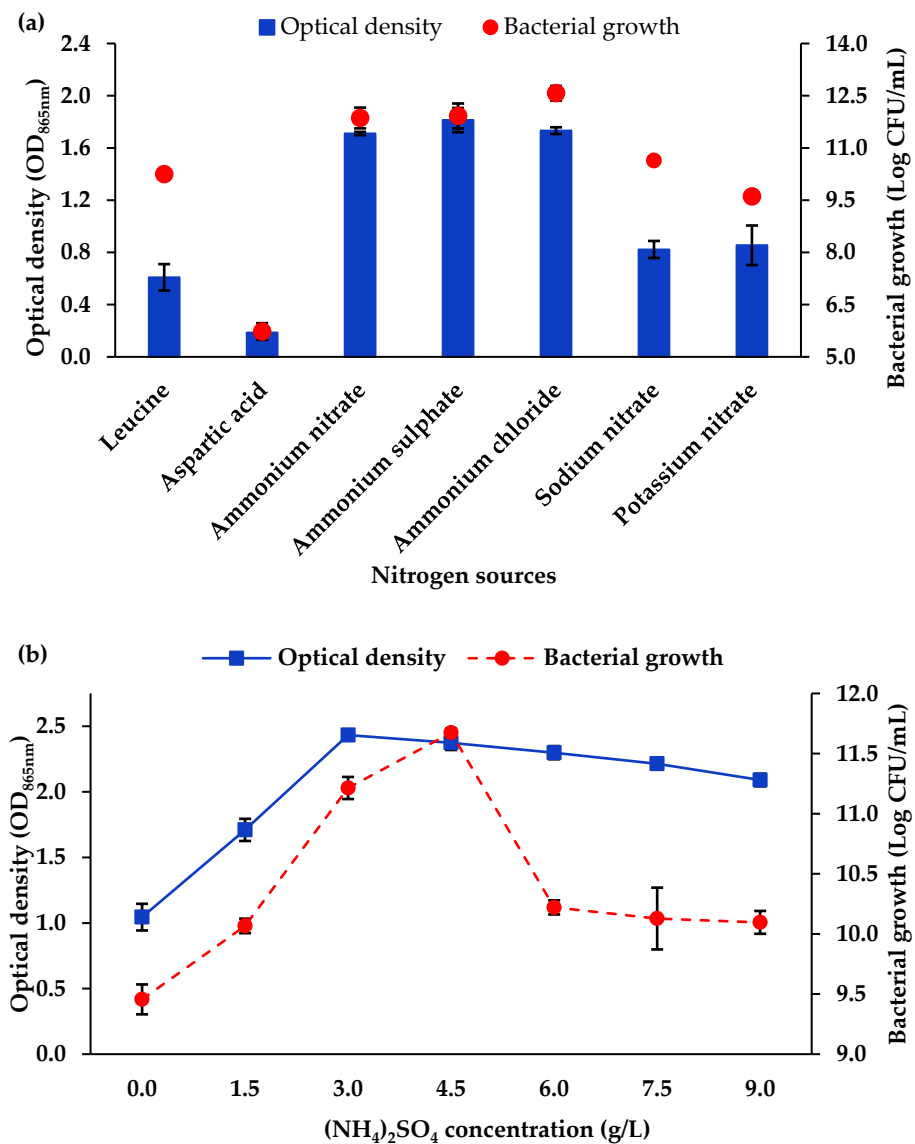 (a)
Optical density Bacterial growth
Optical density (OD865nm)
2.4
2.0
1.6
1.2
0.8
0.4
0.0
14.0
12.5
11.0
9.5
8.0
6.5
5.0
Bacterial growth (Log CFU/mL)
Leucine
Aspartic acid
Ammonium nitrate
Ammonium sulphate
Ammonium chloride
Sodium nitrate
Potassium nitrate
Nitrogen sources
(b)
Optical density Bacterial growth
Optical density (OD865nm)
2.5
2.0
1.5
1.0
0.5
0.0
12.0
11.5
11.0
10.5
10.0
9.5
9.0
Bacterial growth (Log CFU/mL)
0.0 1.5 3.0 4.5 6.0 7.5 9.0
(NH4)2SO4 concentration (g/L)